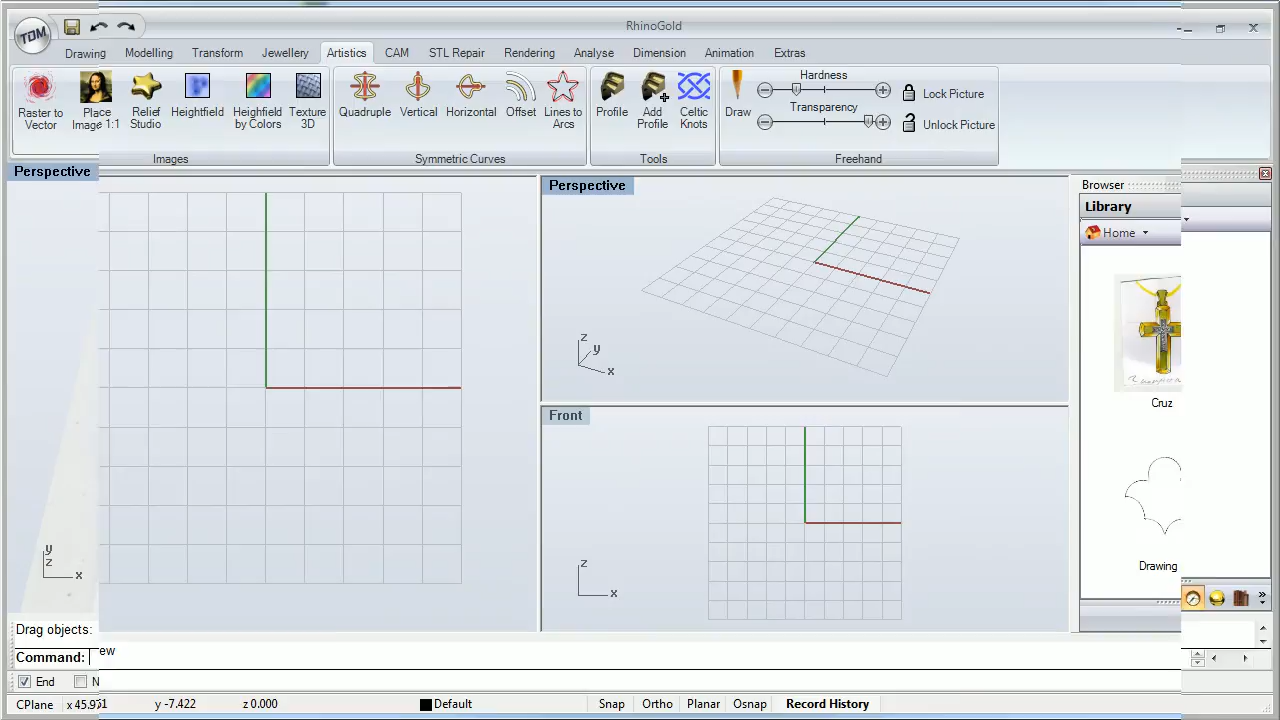 RhinoGold
TDM
Drawing Modelling Transform Jewellery Artistics CAM STL Repair Rendering Analyse Dimension Animation Extras
Raster to Vector
Place Image 1:1
Relief Studio
Heightfield
Heighfield by Colors
Texture 3D
Quadruple
Vertical
Horizontal
Offset
Lines to Arcs
Profile
Add Profile
Celtic Knots
Draw
Hardness
Transparency
Lock Picture
Unlock Picture
Images
Symmetric Curves
Tools
Freehand
Perspective
Perspective
Browser
Library
Home
z
y
x
Cruz
Front
y
z
x
z
x
Drawing
Drag objects:
Command:
ew
End
N
CPlane
y -7.422
z 0.000
Default
Snap
Ortho
Planar
Osnap
Record History